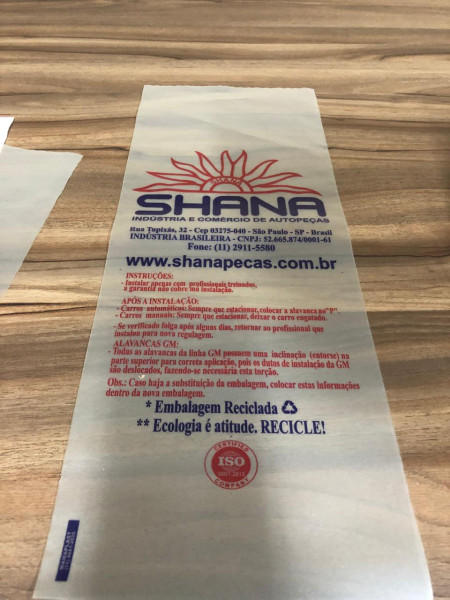 SHANA
SHANA
INDÚSTRIA E COMÉRCIO DE AUTOPEÇAS
Rua Tupixás, 32 - Cep 03275-040 - São Paulo - SP - Brasil
INDÚSTRIA BRASILEIRA - CNPJ: 52.665.874/0001-61
Fone: (11) 2911-5580
www.shanapecas.com.br
INSTRUÇÕES:
- Instalar apenas com profissionais treinados,
a garantia não cobre má instalação.
APÓS A INSTALAÇÃO:
- Carros automáticos: Sempre que estacionar, colocar a alavanca no "P".
- Carros manuais: Sempre que estacionar, deixar o carro engatado.
- Se verificado folga após alguns dias, retornar ao profissional que
instalou para nova regulagem.
ALAVANCAS GM:
- Todas as alavancas da linha GM possuem uma inclinação (entorse) na
parte superior para correta aplicação, pois os dutos de instalação da GM
são deslocados, fazendo-se necessária esta torção.
Obs.: Caso haja a substituição da embalagem, colocar estas informações
dentro da nova embalagem.
* Embalagem Reciclada
** Ecologia é atitude. RECICLE!
CERTIFIED
ISO
COMPANY